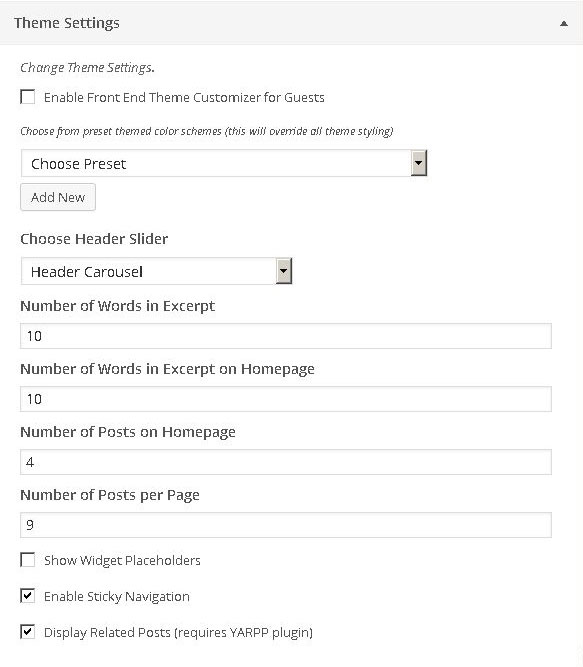 Theme Settings
Change Theme Settings.
Enable Front End Theme Customizer for Guests
Choose from preset themed color schemes (this will override all theme styling)
Choose Preset
Add New
Choose Header Slider
Header Carousel
Number of Words in Excerpt
10
Number of Words in Excerpt on Homepage
10
Number of Posts on Homepage
4
Number of Posts per Page
9
Show Widget Placeholders
Enable Sticky Navigation
Display Related Posts (requires YARPP plugin)